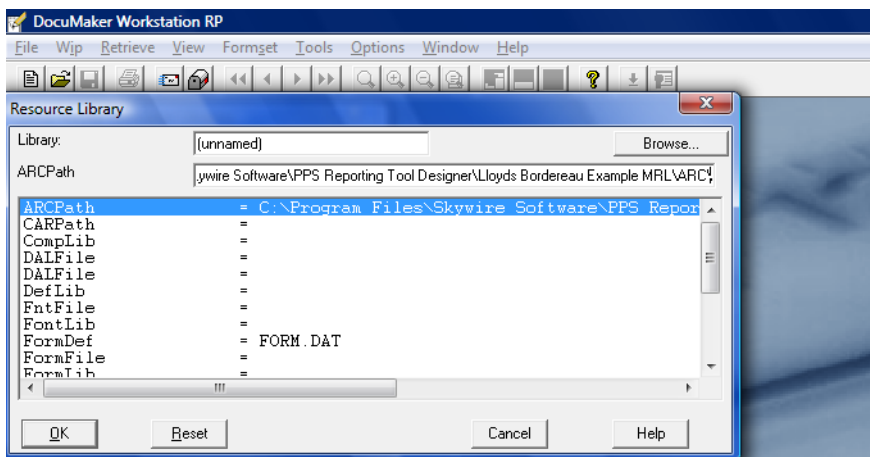 DocuMaker Workstation RP
File Wip Retrieve View Formset Tools Options Window Help
Resource Library
Library: (unnamed) Browse...
ARCPath .ywire Software\PPS Reporting Tool Designer\Lloyds Bordereau Example MRL\ARC\;
ARCPath = C:\Program Files\Skywire Software\PPS Repor
CARPath =
CompLib =
DALFile =
DALFile =
DefLib =
FntFile =
FontLib =
FormDef = FORM.DAT
FormFile =
FormLib =
OK Reset Cancel Help